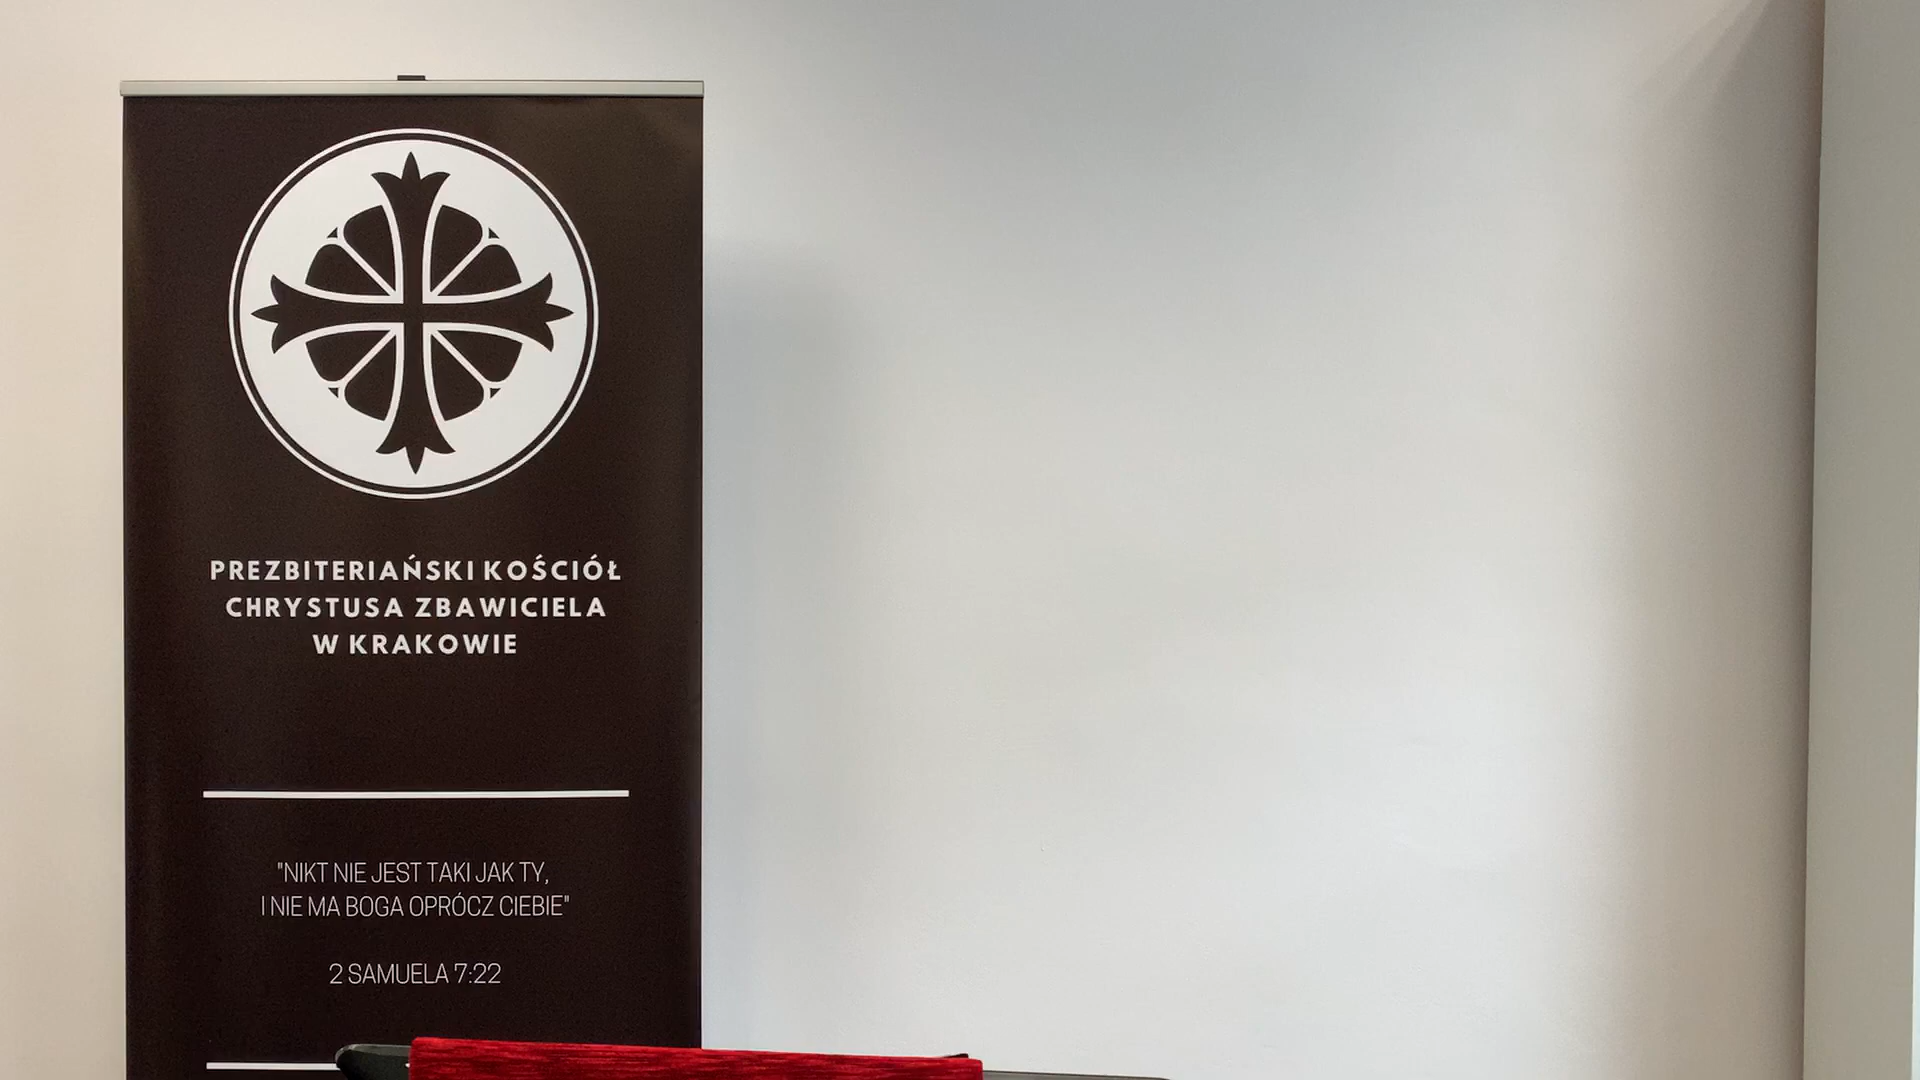 PREZBITERIAŃSKI KOŚCIÓŁ
CHRYSTUSA ZBAWICIELA
W KRAKOWIE
"NIKT NIE JEST TAKI JAK TY,
I NIE MA BOGA OPRÓCZ CIEBIE"
2 SAMUELA 7:22